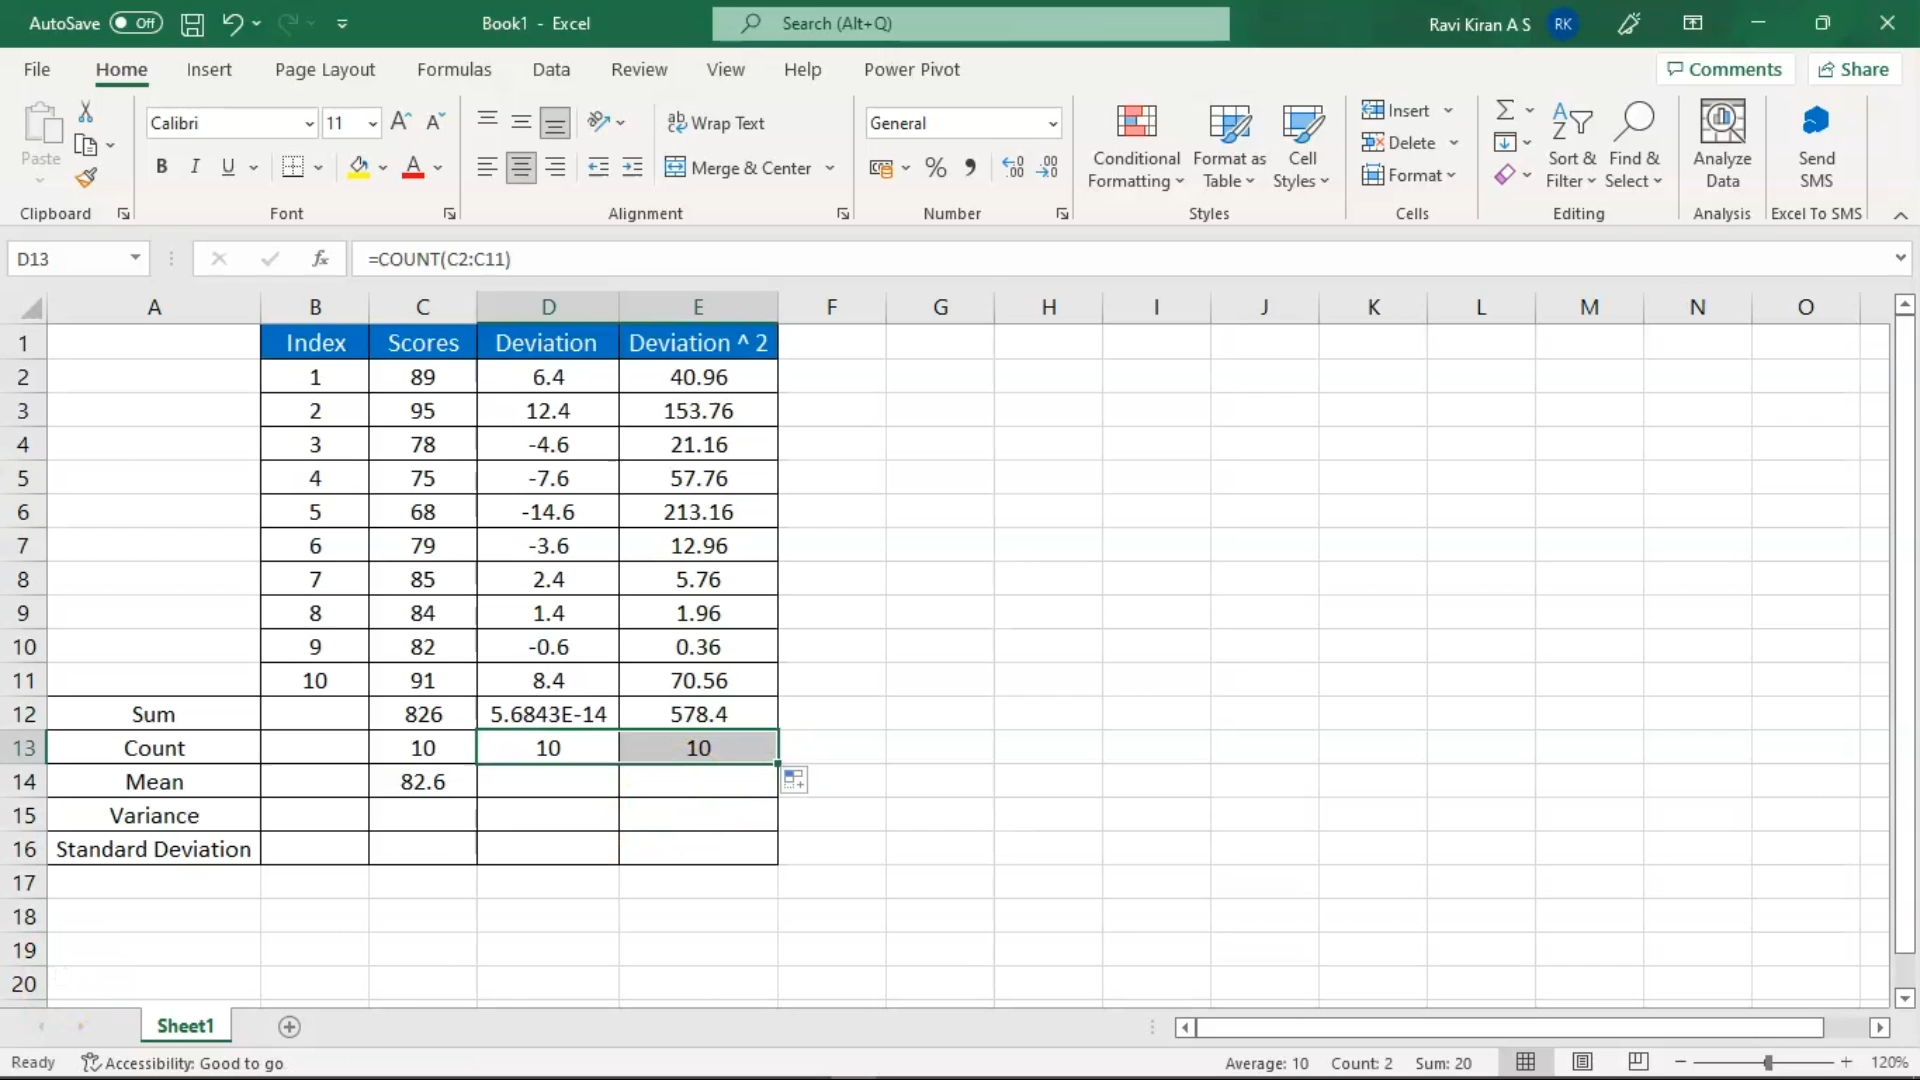 AutoSave Off Book1 - Excel Search (Alt+Q) Ravi Kiran A S RK
File Home Insert Page Layout Formulas Data Review View Help Power Pivot Comments Share
Paste
Calibri 11
B I U A
ab Wrap Text
Merge & Center
General
Conditional Formatting
Format as Table
Cell Styles
Insert
Delete
Format
Sort & Filter
Find & Select
Analyze Data
Send SMS
Clipboard Font Alignment Number Styles Cells Editing Analysis Excel To SMS
D13 fx =COUNT(C2:C11)
A B C D E F G H I J K L M N O
1 Index Scores Deviation Deviation ^ 2
2 1 89 6.4 40.96
3 2 95 12.4 153.76
4 3 78 -4.6 21.16
5 4 75 -7.6 57.76
6 5 68 -14.6 213.16
7 6 79 -3.6 12.96
8 7 85 2.4 5.76
9 8 84 1.4 1.96
10 9 82 -0.6 0.36
11 10 91 8.4 70.56
12 Sum 826 5.6843E-14 578.4
13 Count 10 10 10
14 Mean 82.6
15 Variance
16 Standard Deviation
17
18
19
20
Sheet1
Ready Accessibility: Good to go Average: 10 Count: 2 Sum: 20 120%